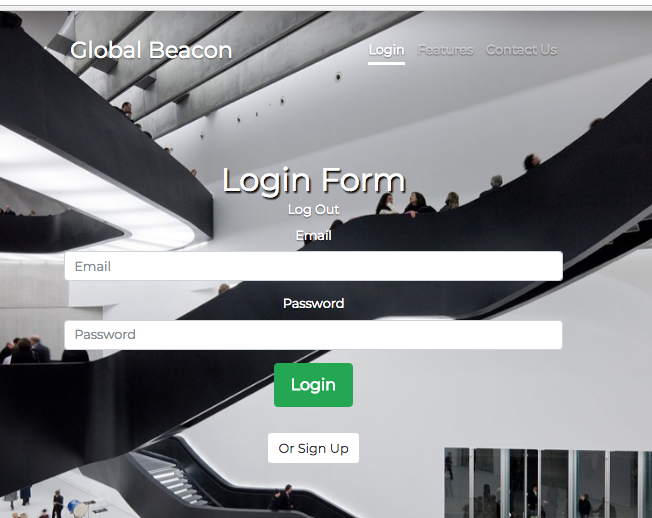 Global Beacon
Login Features Contact Us
Login Form
Log Out
Email
Email
Password
Password
Login
Or Sign Up